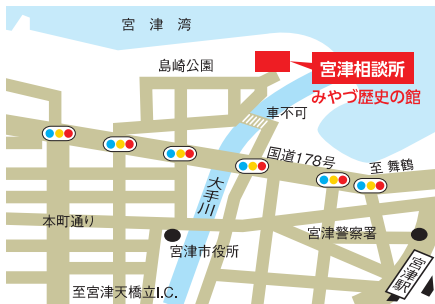 宮津湾
島崎公園
宮津相談所
みやづ歴史の館
車不可
国道178号
至 舞鶴
大手川
本町通り
宮津市役所
宮津警察署
宮津駅
至宮津天橋立I.C.